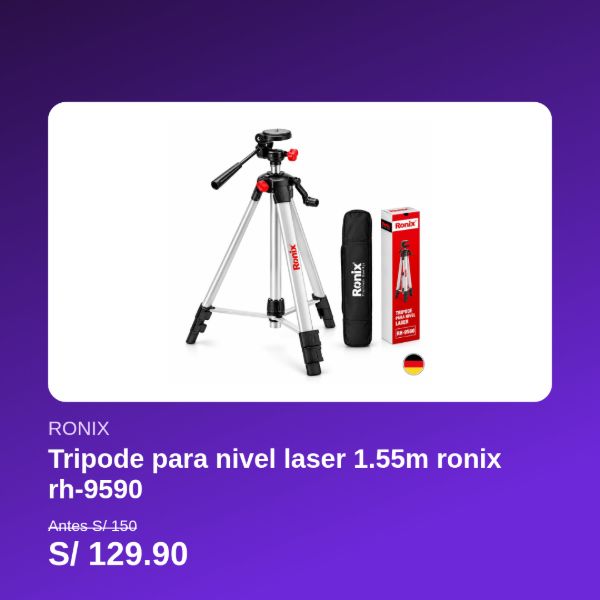 Ronix
Ronix
Ronix
TRIPODE
PARA NIVEL
LASER
RH-9590
RONIX
Tripode para nivel laser 1.55m ronix
rh-9590
Antes S/ 150
S/ 129.90